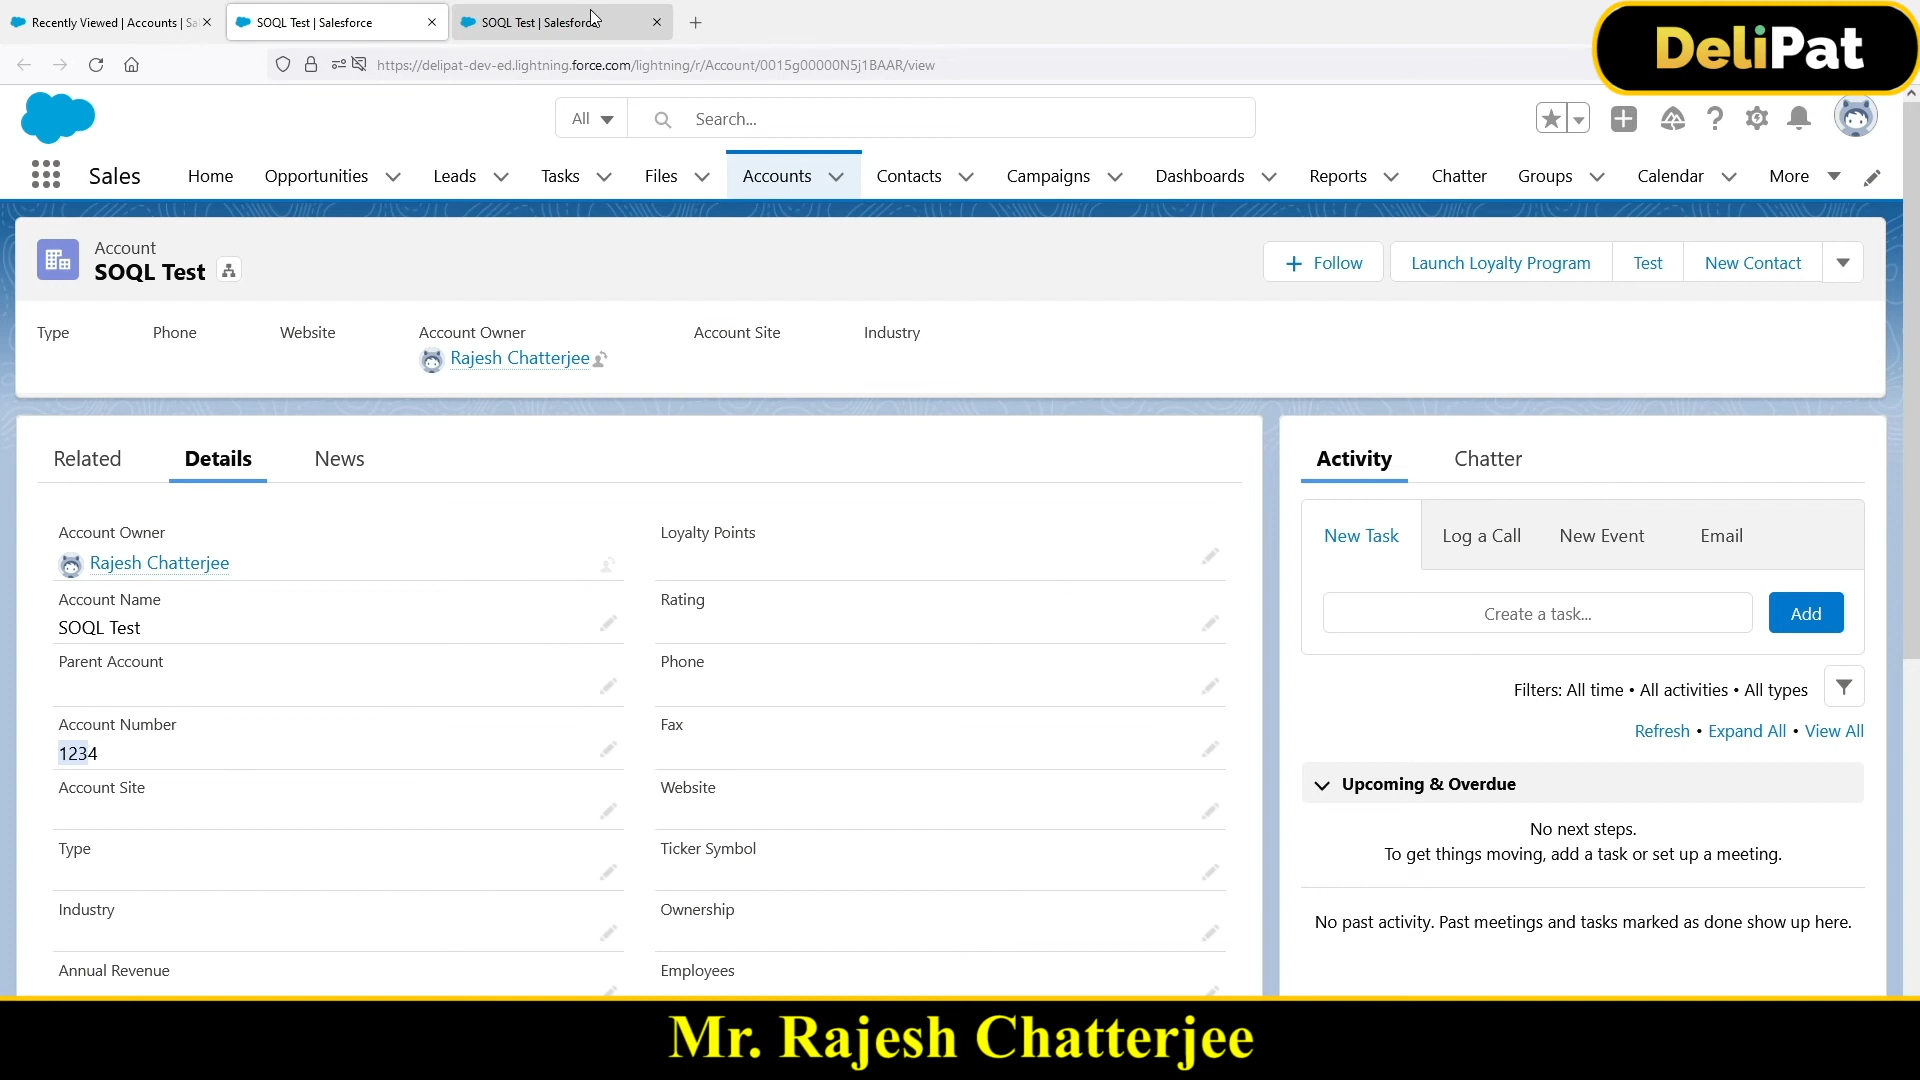 Recently Viewed | Accounts | Sa
SOQL Test | Salesforce
SOQL Test | Salesforce
https://delipat-dev-ed.lightning.force.com/lightning/r/Account/0015g00000N5j1BAAR/view
DeliPat
All
Search...
Sales
Home
Opportunities
Leads
Tasks
Files
Accounts
Contacts
Campaigns
Dashboards
Reports
Chatter
Groups
Calendar
More
Account
SOQL Test
Follow
Launch Loyalty Program
Test
New Contact
Type
Phone
Website
Account Owner
Rajesh Chatterjee
Account Site
Industry
Related
Details
News
Account Owner
Rajesh Chatterjee
Account Name
SOQL Test
Parent Account
Account Number
1234
Account Site
Type
Industry
Annual Revenue
Loyalty Points
Rating
Phone
Fax
Website
Ticker Symbol
Ownership
Employees
Activity
Chatter
New Task
Log a Call
New Event
Email
Create a task...
Add
Filters: All time • All activities • All types
Refresh • Expand All • View All
Upcoming & Overdue
No next steps.
To get things moving, add a task or set up a meeting.
No past activity. Past meetings and tasks marked as done show up here.
Mr. Rajesh Chatterjee